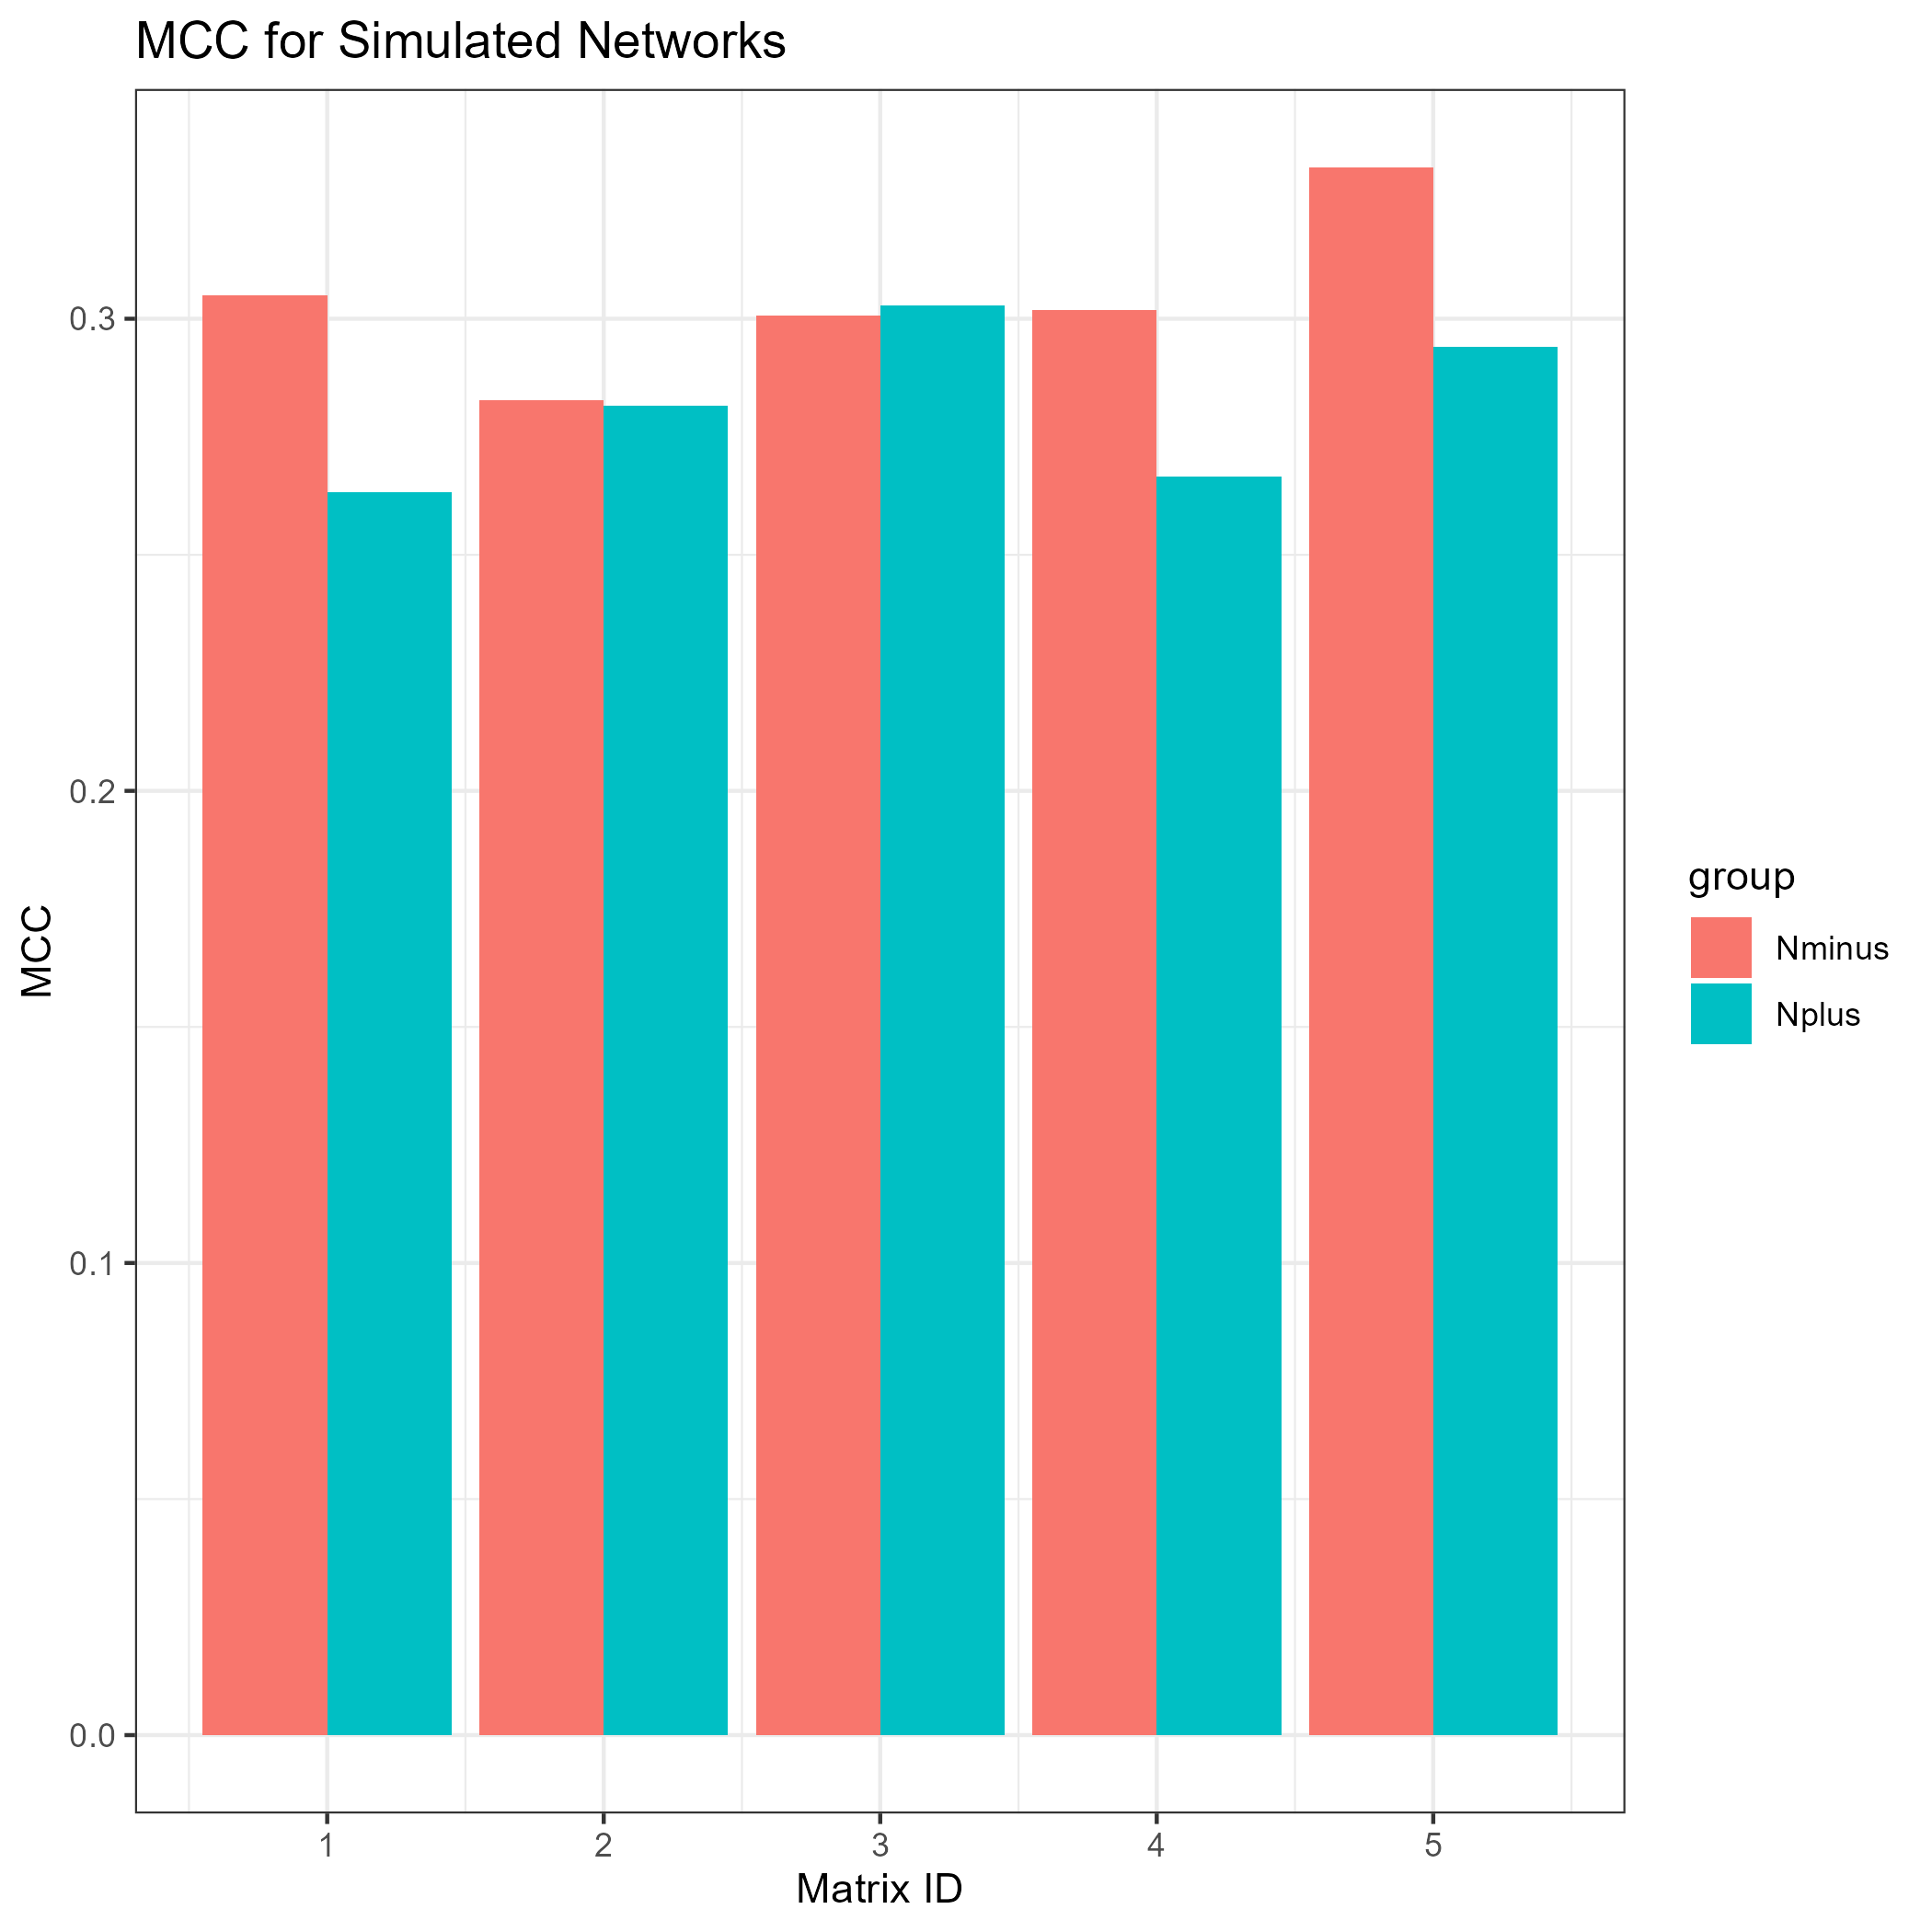 MCC for Simulated Networks
MCC
0.3
0.2
0.1
0.0
1 2 3 4 5
Matrix ID
group
Nminus
Nplus